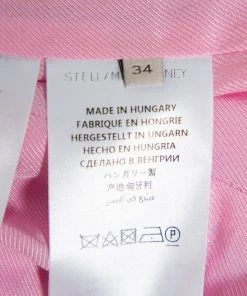 34
MADE IN HUNGARY
FABRIQUE EN HONGRIE
HERGESTELLT IN UNGARN
HECHO EN HUNGRIA
СДЕЛАНО В ВЕНГРИИ
ハンガリー製
产地:匈牙利
صنع في المجر
P